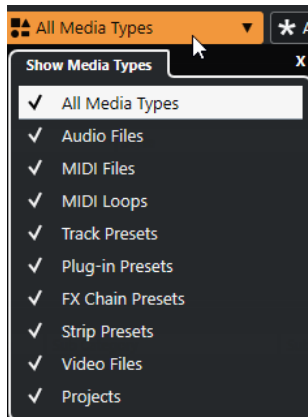 All Media Types
Show Media Types X
All Media Types
Audio Files
MIDI Files
MIDI Loops
Track Presets
Plug-in Presets
FX Chain Presets
Strip Presets
Video Files
Projects